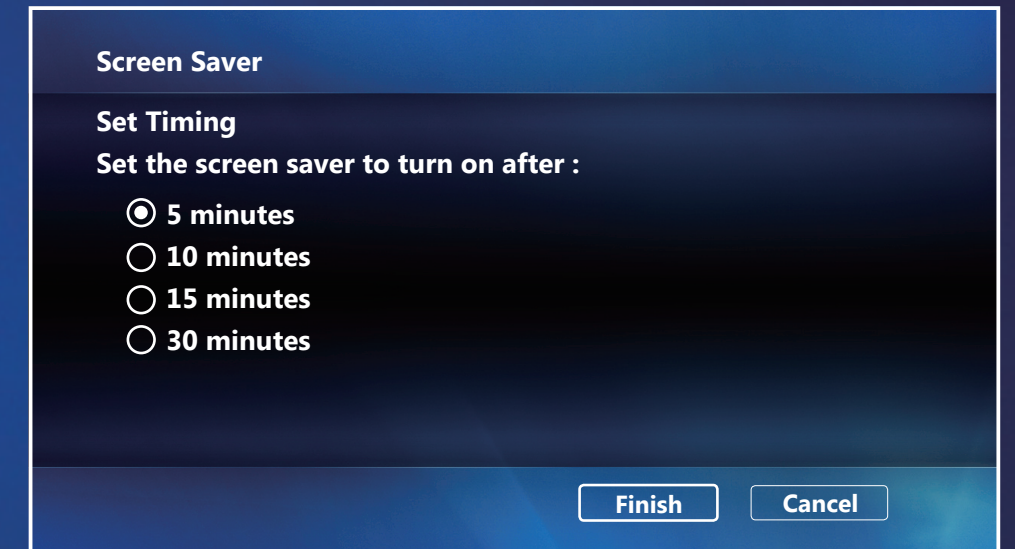 Screen Saver
Set Timing
Set the screen saver to turn on after :
5 minutes
10 minutes
15 minutes
30 minutes
Finish Cancel